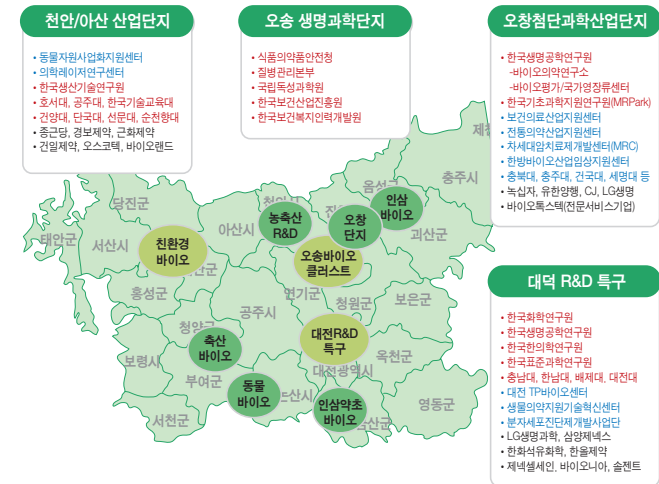 천안/아산 산업단지
• 동물자원사업화지원센터
• 의학레이저연구센터
• 한국생산기술연구원
• 호서대, 공주대, 한국기술교육대
• 건양대, 단국대, 선문대, 순천향대
• 종근당, 경보제약, 근화제약
• 건일제약, 오스코텍, 바이오랜드
오송 생명과학단지
• 식품의약품안전청
• 질병관리본부
• 국립독성과학원
• 한국보건산업진흥원
• 한국보건복지인력개발원
오창첨단과학산업단지
• 한국생명공학연구원
-바이오의약연구소
-바이오평가/국가영장류센터
• 한국기초과학지원연구원(MRPark)
• 보건의료산업지원센터
• 전통의약산업지원센터
• 차세대암치료제개발센터(MRC)
• 한방바이오산업임상지원센터
• 충북대, 충주대, 건국대, 세명대 등
• 녹십자, 유한양행, CJ, LG생명
• 바이오톡스텍(전문서비스기업)
대덕 R&D 특구
• 한국화학연구원
• 한국생명공학연구원
• 한국한의학연구원
• 한국표준과학연구원
• 충남대, 한남대, 배제대, 대전대
• 대전 TP바이오센터
• 생물의약지원기술혁신센터
• 분자세포진단제개발사업단
• LG생명과학, 삼양제넥스
• 한화석유화학, 한올제약
• 제넥셀세인, 바이오니아, 솔젠트
충주시
음성군
당진군
아산시
괴산군
태안군
서산시
홍성군
연기군
청원군
보은군
공주시
청양군
보령시
대전광역시
옥천군
부여군
영동군
서천군
농축산
R&D
오창
단지
인삼
바이오
친환경
바이오
오송바이오
클러스트
대전R&D
특구
축산
바이오
동물
바이오
인삼약초
바이오